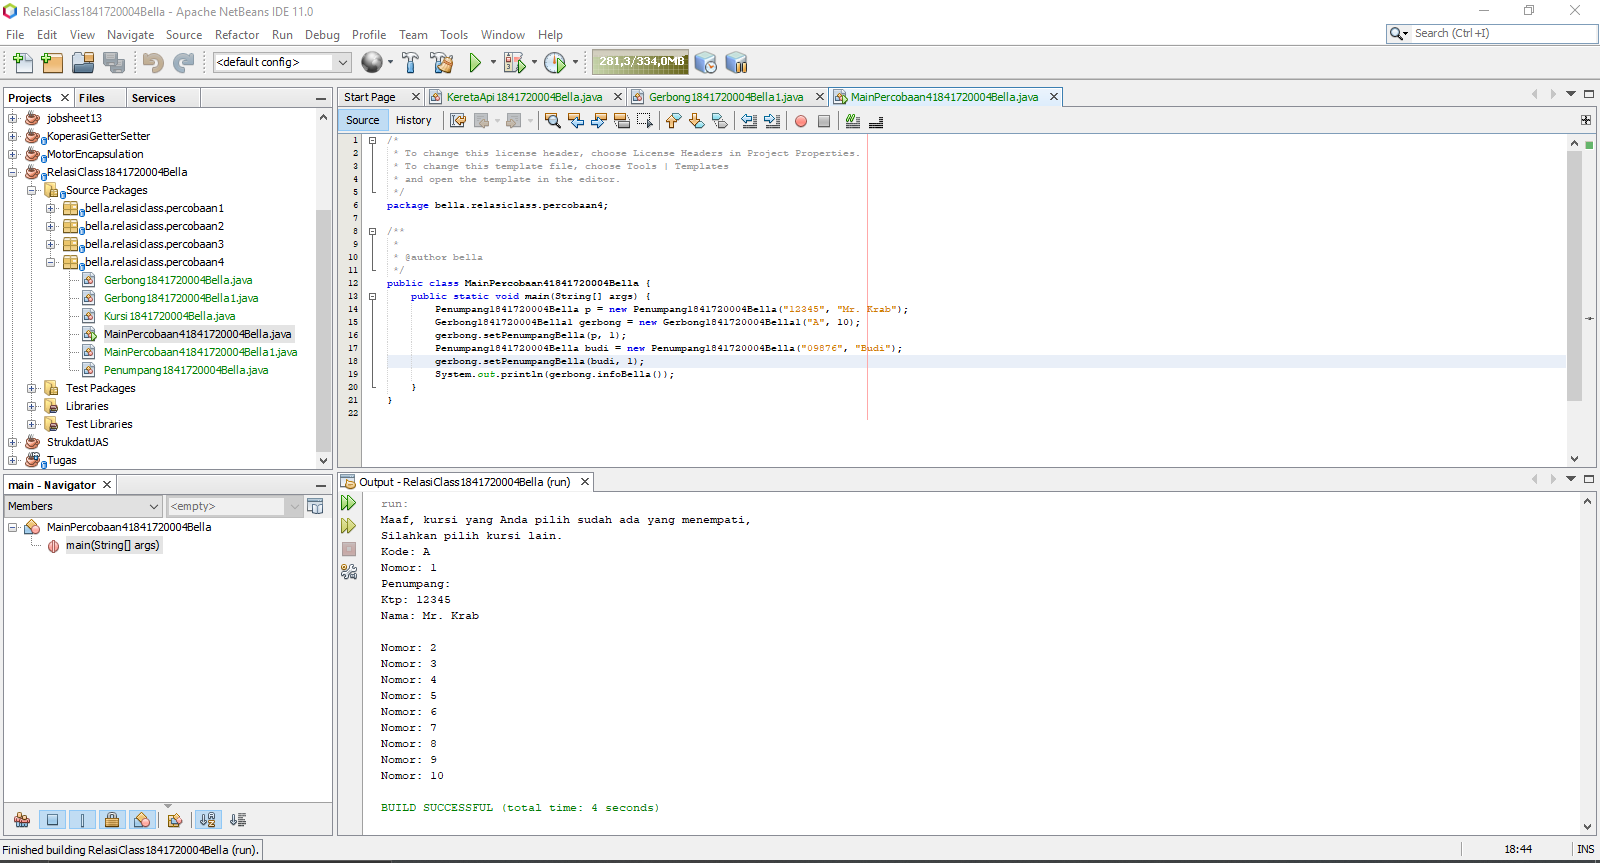 RelasiClass1841720004Bella - Apache NetBeans IDE 11.0
File Edit View Navigate Source Refactor Run Debug Profile Team Tools Window Help
Search (Ctrl+I)
<default config>
281,3/334,0MB
Projects Files Services
jobsheet13
KoperasiGetterSetter
MotorEncapsulation
RelasiClass1841720004Bella
Source Packages
bella.relasiclass.percobaan1
bella.relasiclass.percobaan2
bella.relasiclass.percobaan3
bella.relasiclass.percobaan4
Gerbong1841720004Bella.java
Gerbong1841720004Bella1.java
Kursi1841720004Bella.java
MainPercobaan41841720004Bella.java
MainPercobaan41841720004Bella1.java
Penumpang1841720004Bella.java
Test Packages
Libraries
Test Libraries
StrukdatUAS
Tugas
main - Navigator
Members <empty>
MainPercobaan41841720004Bella
main(String[] args)
Start Page KeretaApi1841720004Bella.java Gerbong1841720004Bella1.java MainPercobaan41841720004Bella.java
Source History
1 /*
2 * To change this license header, choose License Headers in Project Properties.
3 * To change this template file, choose Tools | Templates
4 * and open the template in the editor.
5 */
6 package bella.relasiclass.percobaan4;
7
8 /**
9 *
10 * @author bella
11 */
12 public class MainPercobaan41841720004Bella {
13 public static void main(String[] args) {
14 Penumpang1841720004Bella p = new Penumpang1841720004Bella("12345", "Mr. Krab");
15 Gerbong1841720004Bella1 gerbong = new Gerbong1841720004Bella1("A", 10);
16 gerbong.setPenumpangBella(p, 1);
17 Penumpang1841720004Bella budi = new Penumpang1841720004Bella("09876", "Budi");
18 gerbong.setPenumpangBella(budi, 1);
19 System.out.println(gerbong.infoBella());
20 }
21 }
22
Output - RelasiClass1841720004Bella (run)
run:
Maaf, kursi yang Anda pilih sudah ada yang menempati,
Silahkan pilih kursi lain.
Kode: A
Nomor: 1
Penumpang:
Ktp: 12345
Nama: Mr. Krab
Nomor: 2
Nomor: 3
Nomor: 4
Nomor: 5
Nomor: 6
Nomor: 7
Nomor: 8
Nomor: 9
Nomor: 10
BUILD SUCCESSFUL (total time: 4 seconds)
Finished building RelasiClass1841720004Bella (run).
18:44 INS